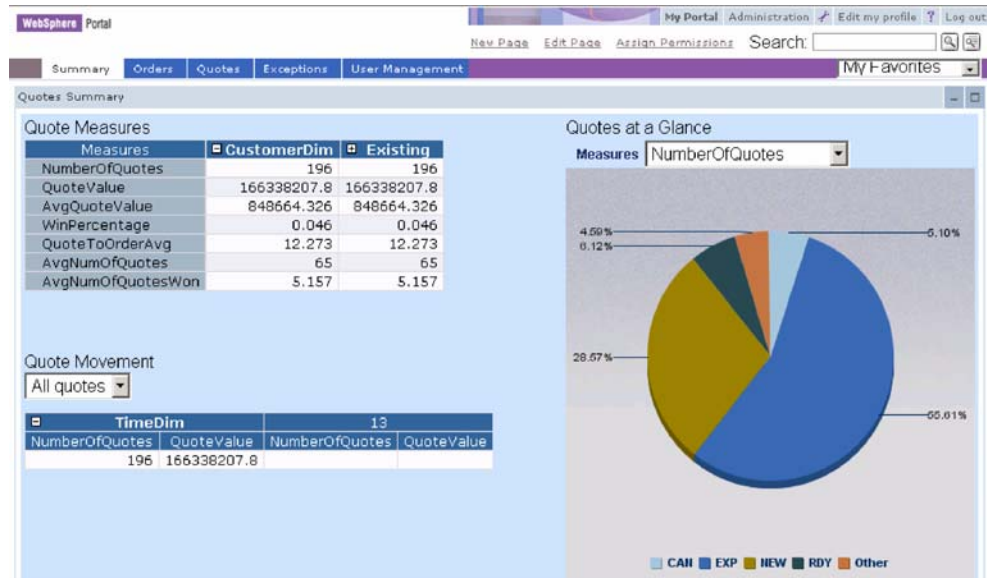 WebSphere Portal
My Portal Administration Edit my profile ? Log out
New Page Edit Page Assign Permissions Search:
Summary Orders Quotes Exceptions User Management My Favorites
Quotes Summary
Quote Measures
Measures CustomerDim Existing
NumberOfQuotes 196 196
QuoteValue 166338207.8 166338207.8
AvgQuoteValue 848664.326 848664.326
WinPercentage 0.046 0.046
QuoteToOrderAvg 12.273 12.273
AvgNumOfQuotes 65 65
AvgNumOfQuotesWon 5.157 5.157
Quote Movement
All quotes
TimeDim 13
NumberOfQuotes QuoteValue NumberOfQuotes QuoteValue
196 166338207.8
Quotes at a Glance
Measures NumberOfQuotes
4.59%
6.12%
5.10%
28.57%
55.61%
CAN EXP NEW RDY Other